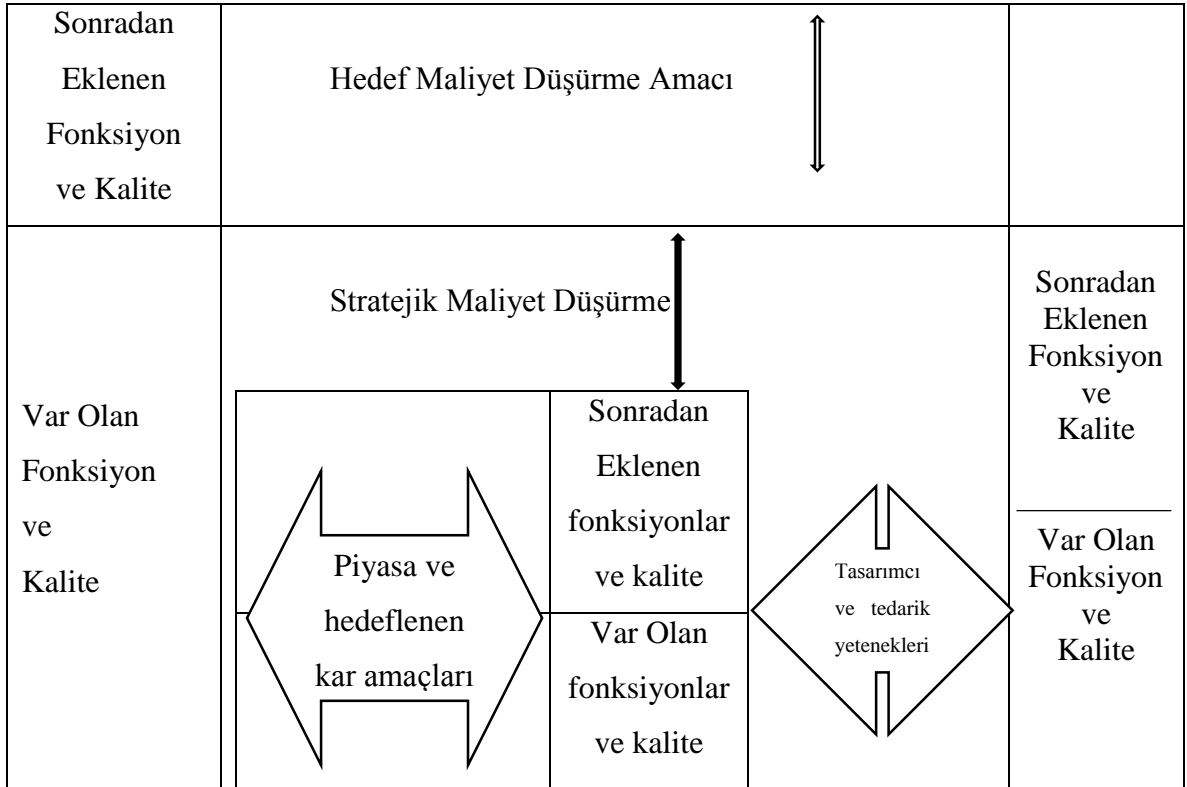 Sonradan
Eklenen
Fonksiyon
ve Kalite
Hedef Maliyet Düşürme Amacı
Var Olan
Fonksiyon
ve
Kalite
Stratejik Maliyet Düşürme
Piyasa ve
hedeflenen
kar amaçları
Sonradan
Eklenen
fonksiyonlar
ve kalite
Var Olan
fonksiyonlar
ve kalite
Tasarımcı
ve tedarik
yetenekleri
Sonradan
Eklenen
Fonksiyon
ve
Kalite
Var Olan
Fonksiyon
ve
Kalite